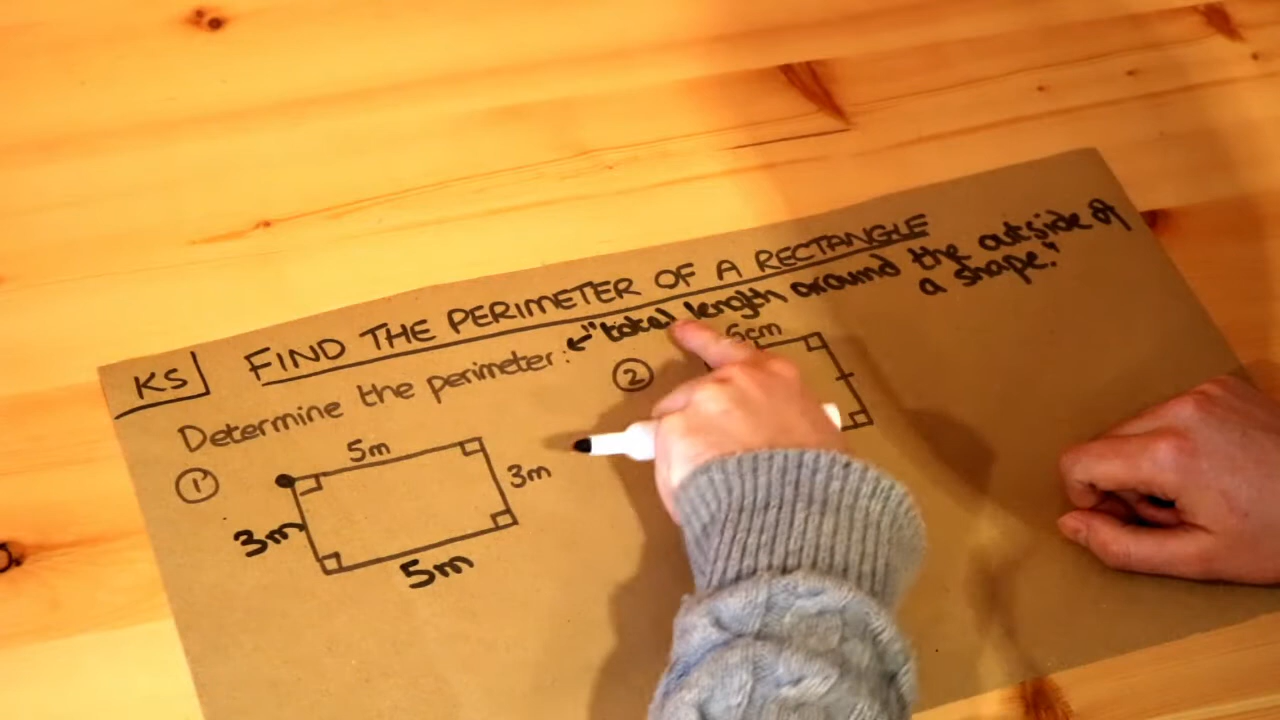 KS
FIND THE PERIMETER OF A RECTANGLE
Determine the perimeter: ← "total length around the outside of
a shape."
①
5m
3m
3m
5m
②
6cm